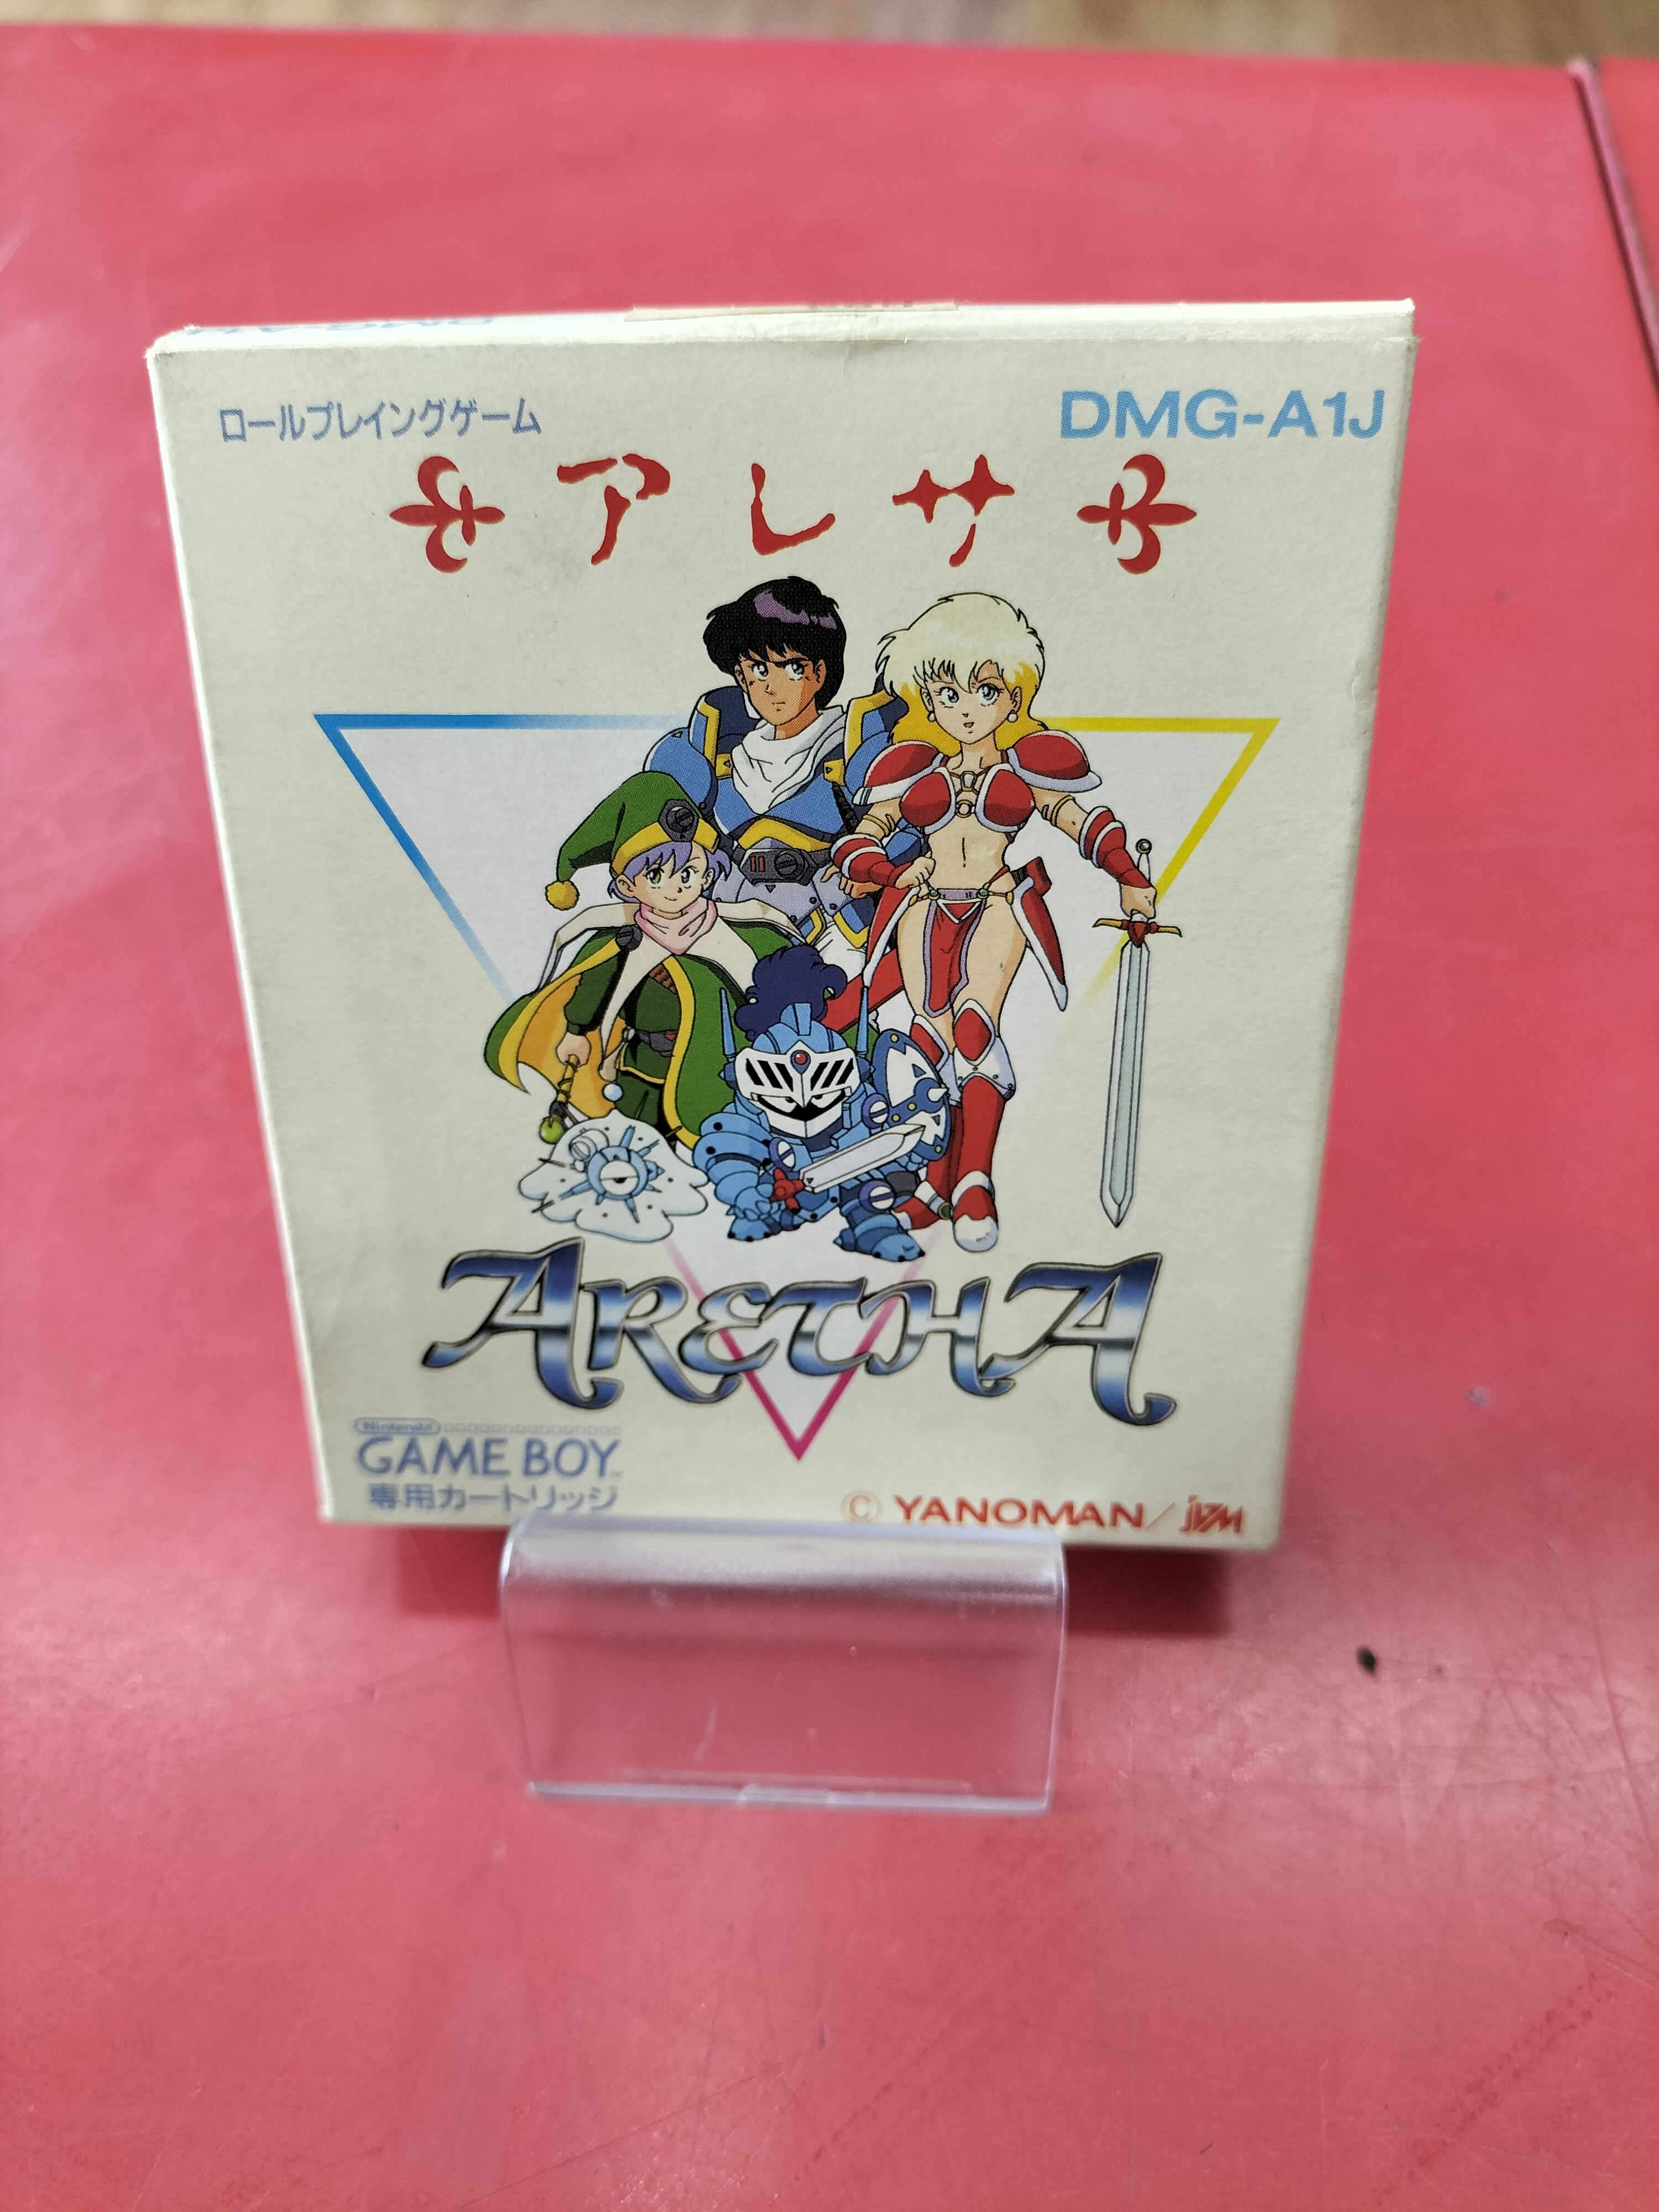 ロールプレイングゲーム
DMG-A1J
アレサ
ARETHA
Nintendo
GAME BOY
専用カートリッジ
© YANOMAN/jVM